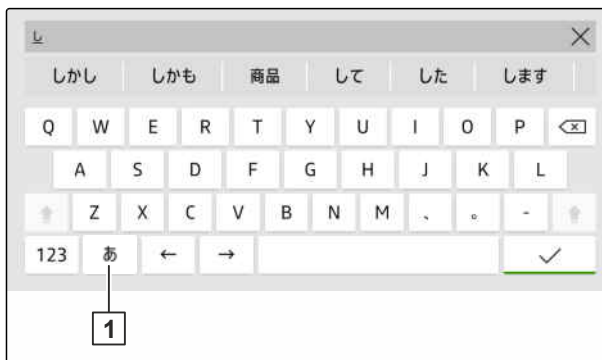 し
しかし しかも 商品 して した します
Q W E R T Y U I O P
A S D F G H J K L
Z X C V B N M 、 。 -
123 あ ← →
1